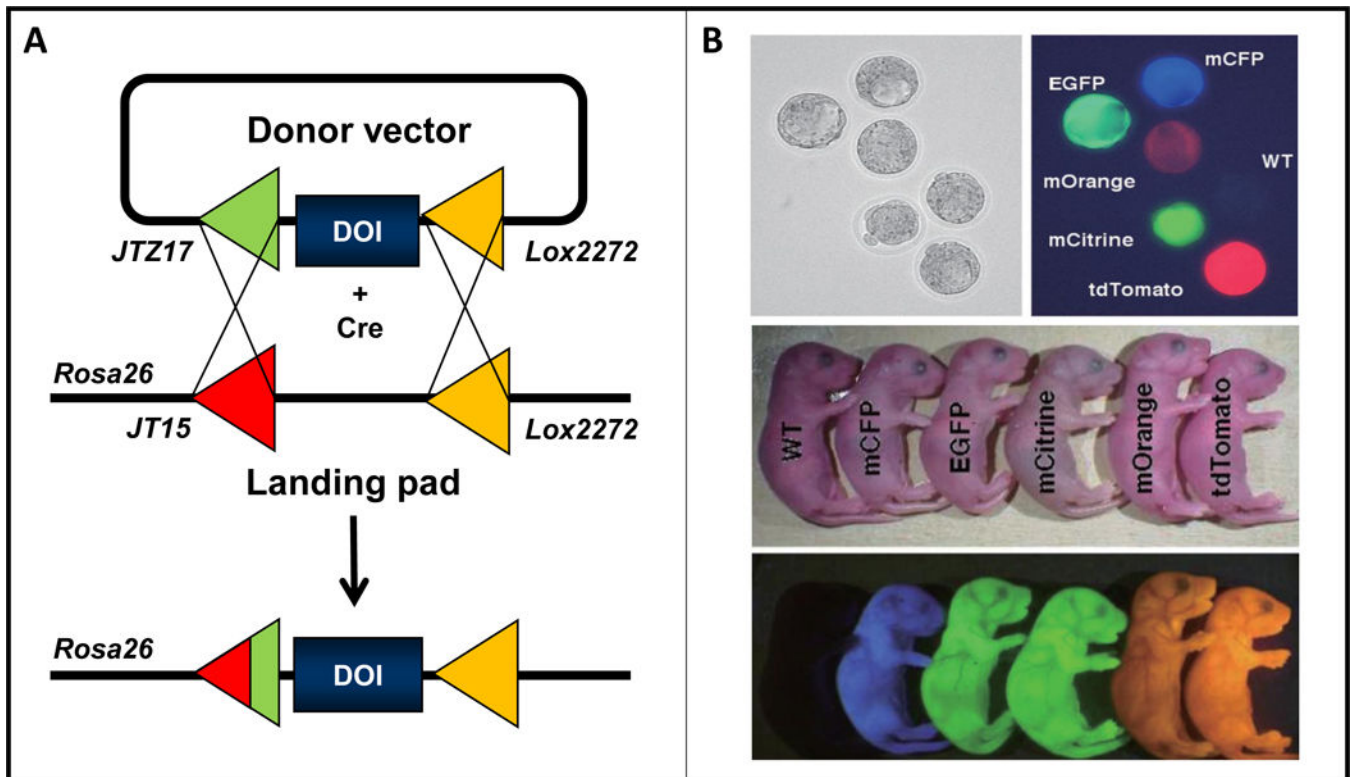 A
Donor vector
DOI
JTZ17
Lox2272
+
Cre
Rosa26
JT15
Lox2272
Landing pad
Rosa26
DOI
B
mCFP
EGFP
WT
mOrange
mCitrine
tdTomato
WT
mCFP
EGFP
mCitrine
mOrange
tdTomato